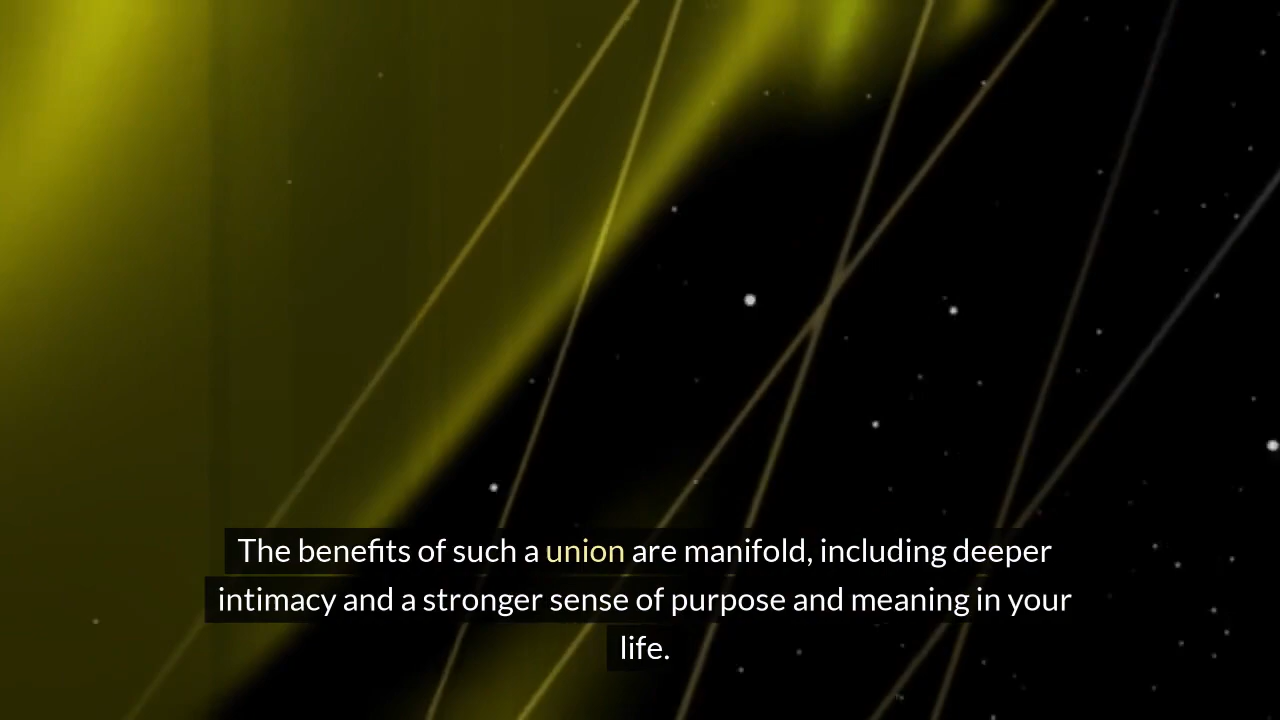 The benefits of such a union are manifold, including deeper
intimacy and a stronger sense of purpose and meaning in your
life.